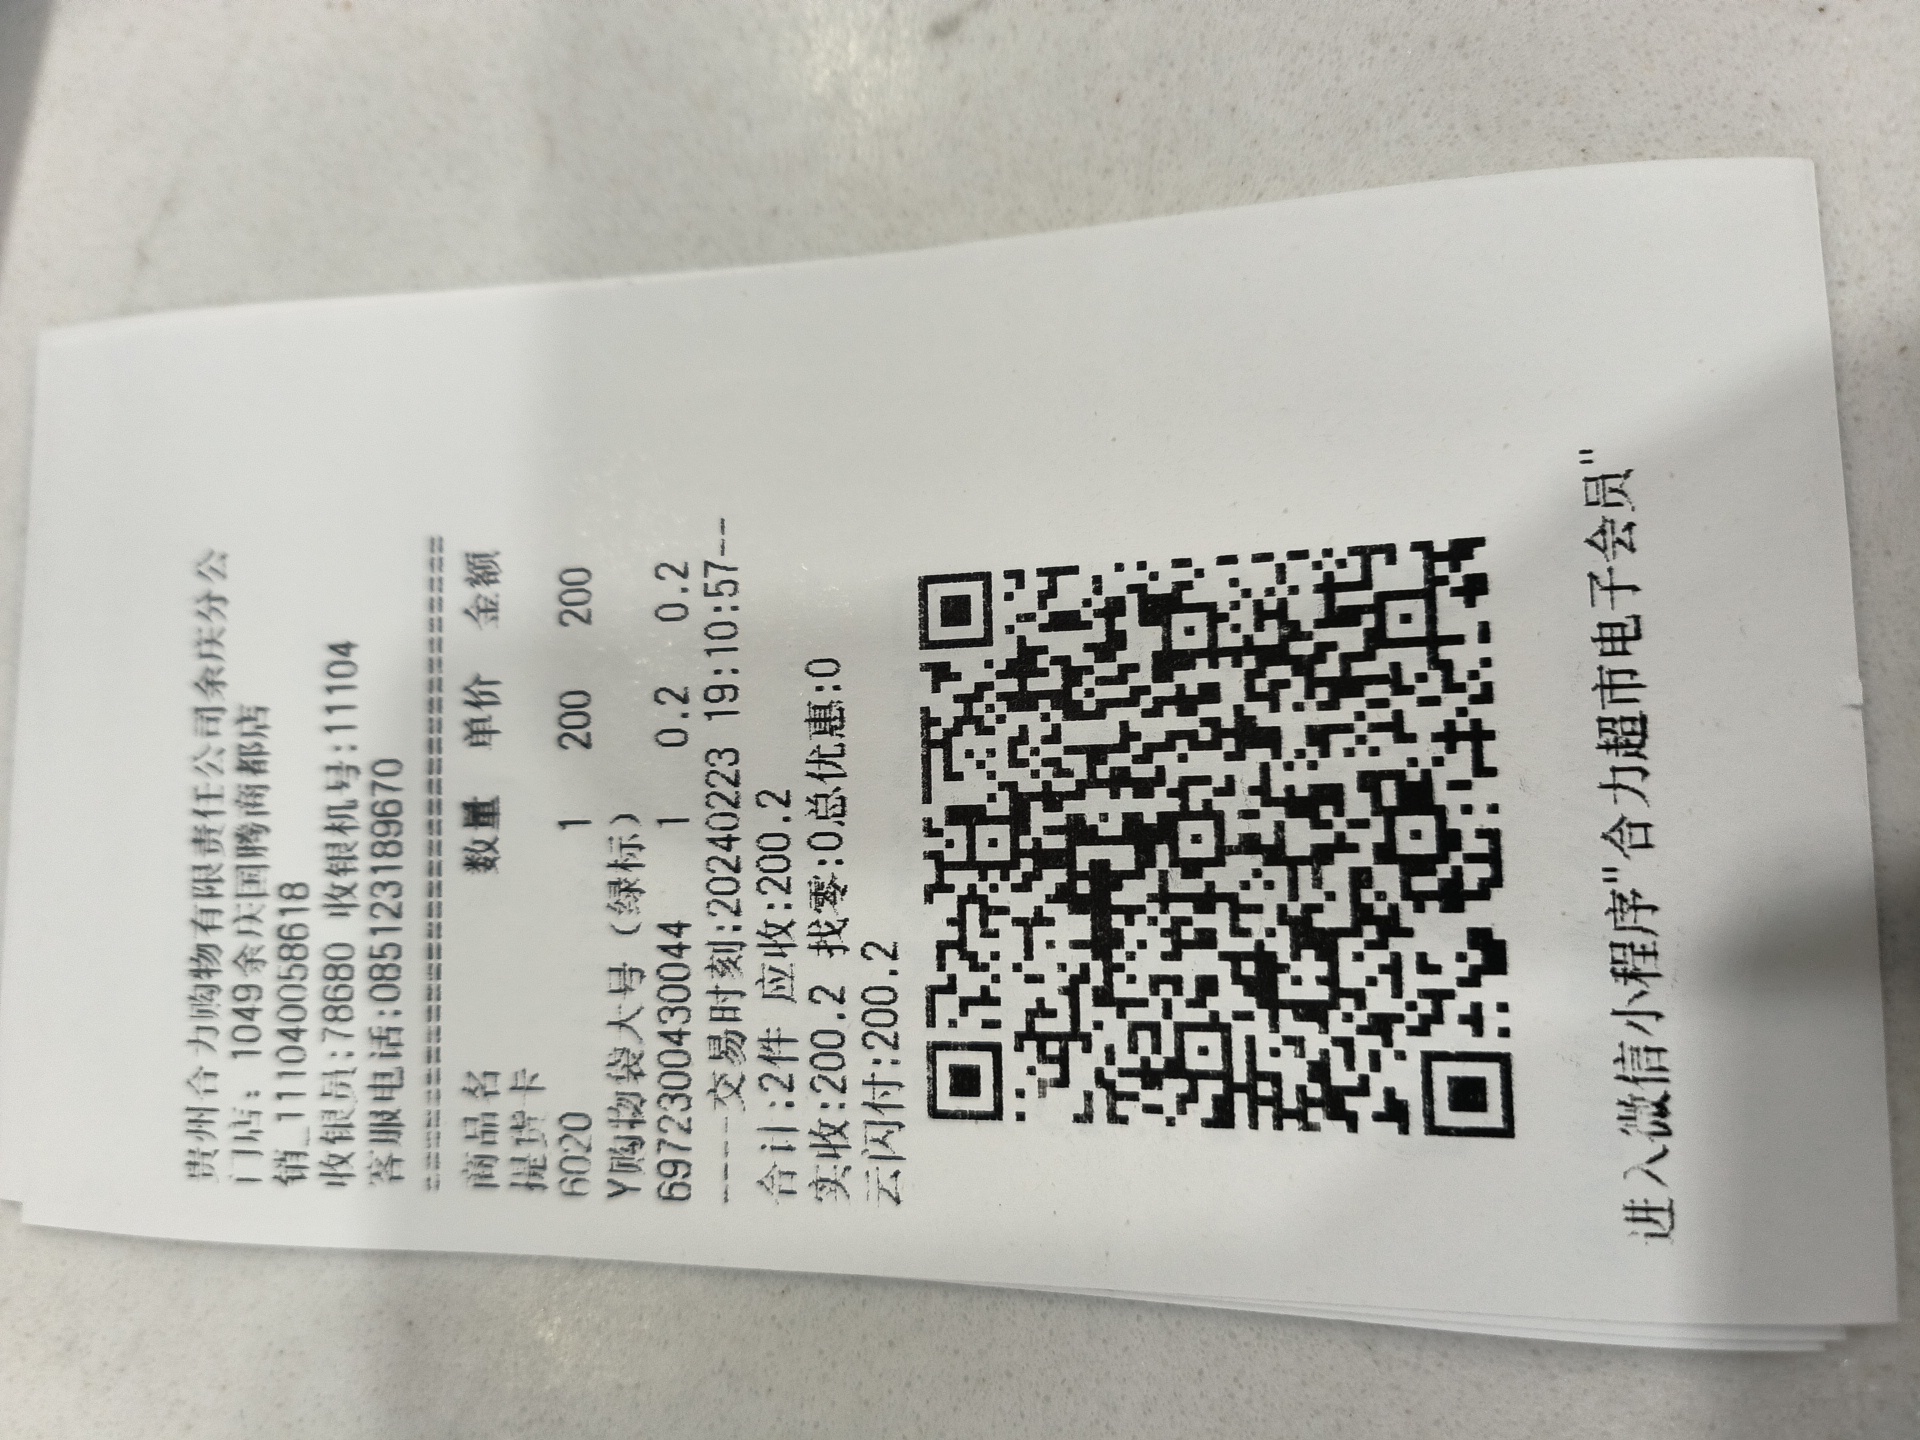 贵州合力购物有限责任公司余庆分公
门店: 1049余庆国腾商都店
销_111040058618
收银员:78680 收银机号:11104
客服电话:085123189670
==============================
商品名 数量 单价 金额
提货卡
6020 1 200 200
Y购物袋大号（绿标）
6972300430044 1 0.2 0.2
----交易时刻:20240223 19:10:57--
合计:2件 应收:200.2
实收:200.2 找零:0总优惠:0
云闪付:200.2
进入微信小程序"合力超市电子会员"